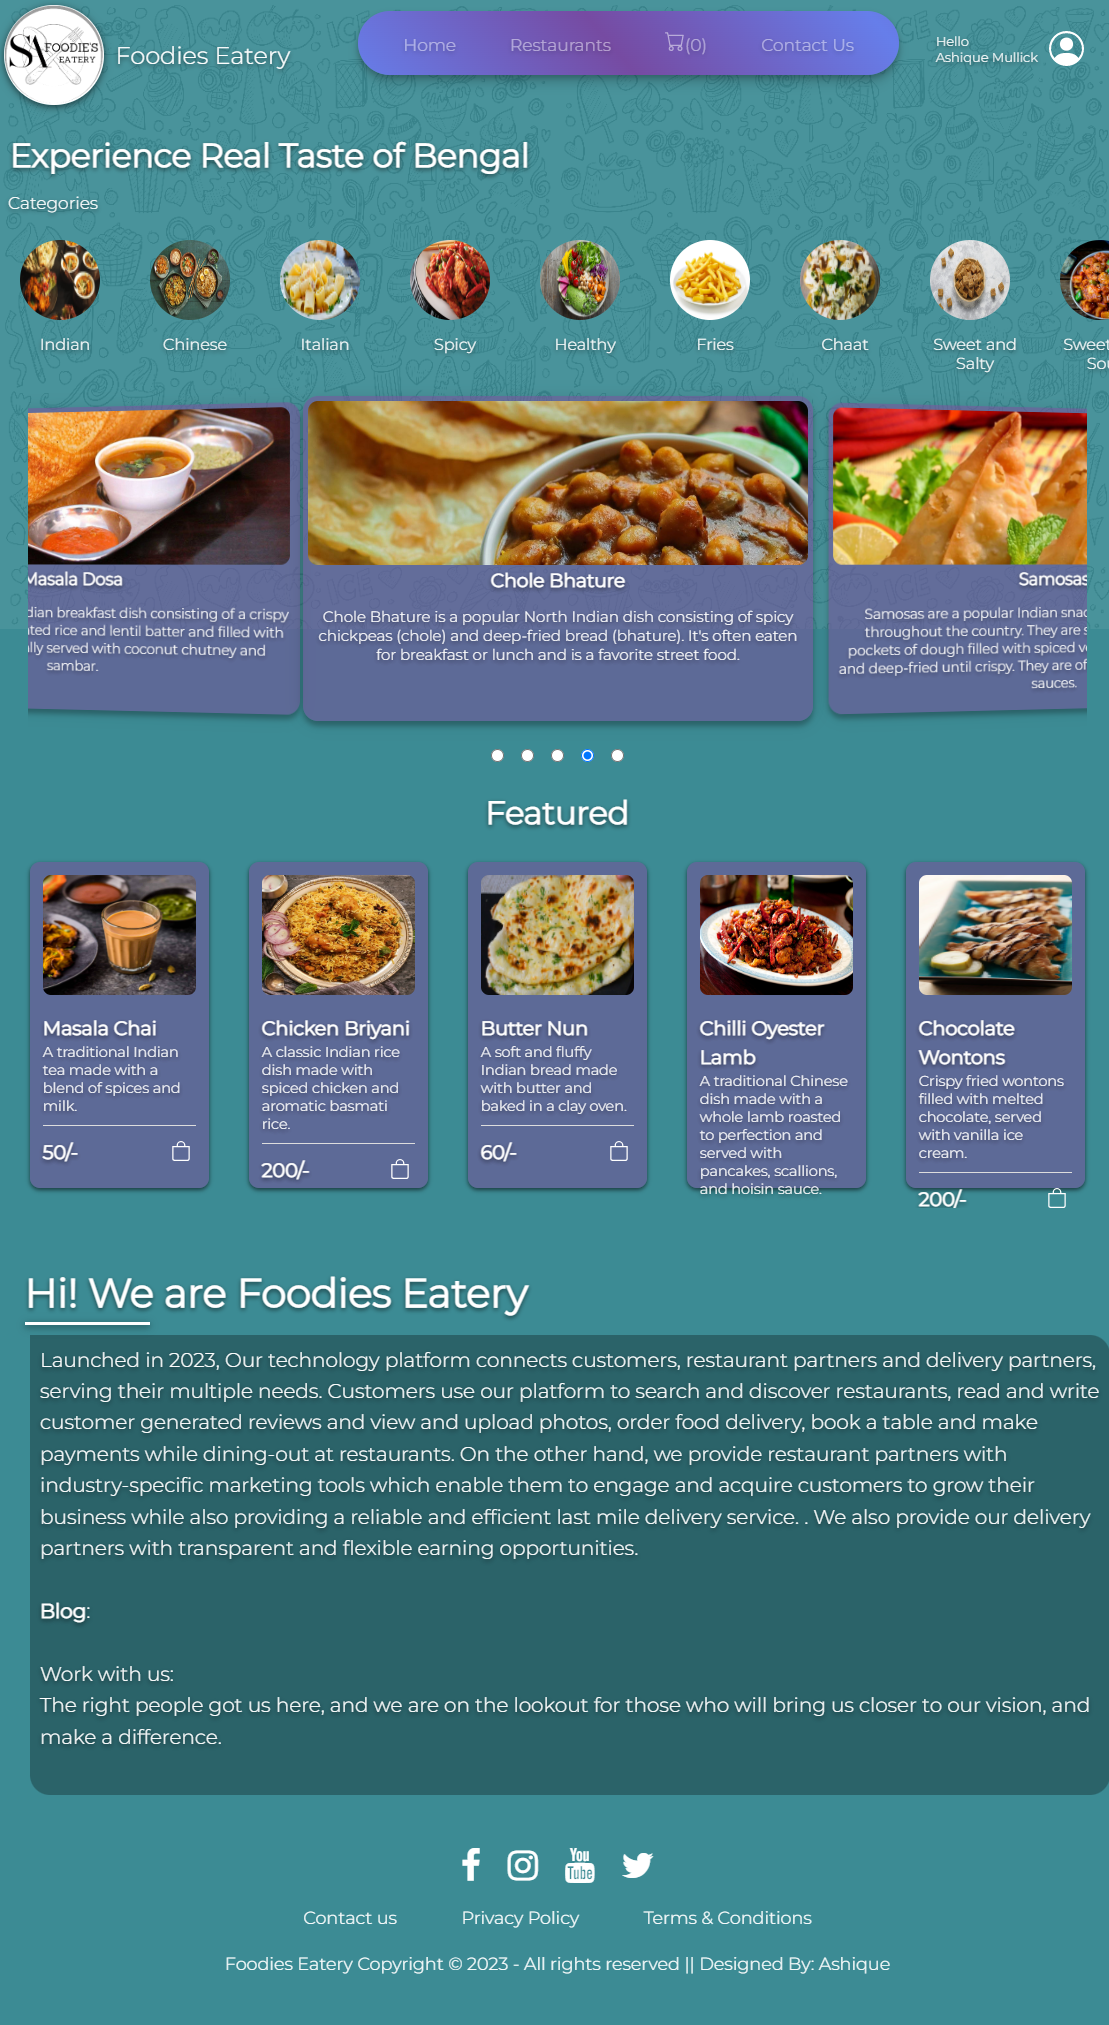 SA FOODIE'S
EATERY
Foodies Eatery
Home
Restaurants
(0)
Contact Us
Hello
Ashique Mullick
Experience Real Taste of Bengal
Categories
Indian
Chinese
Italian
Spicy
Healthy
Fries
Chaat
Sweet and
Salty
Sweet
Sou
Masala Dosa
dian breakfast dish consisting of a crispy
ted rice and lentil batter and filled with
lly served with coconut chutney and
sambar.
Chole Bhature
Chole Bhature is a popular North Indian dish consisting of spicy
chickpeas (chole) and deep-fried bread (bhature). It's often eaten
for breakfast or lunch and is a favorite street food.
Samosas
Samosas are a popular Indian snac
throughout the country. They are s
pockets of dough filled with spiced ve
and deep-fried until crispy. They are of
sauces.
Featured
Masala Chai
A traditional Indian
tea made with a
blend of spices and
milk.
50/-
Chicken Briyani
A classic Indian rice
dish made with
spiced chicken and
aromatic basmati
rice.
200/-
Butter Nun
A soft and fluffy
Indian bread made
with butter and
baked in a clay oven.
60/-
Chilli Oyester
Lamb
A traditional Chinese
dish made with a
whole lamb roasted
to perfection and
served with
pancakes, scallions,
and hoisin sauce.
Chocolate
Wontons
Crispy fried wontons
filled with melted
chocolate, served
with vanilla ice
cream.
200/-
Hi! We are Foodies Eatery
Launched in 2023, Our technology platform connects customers, restaurant partners and delivery partners,
serving their multiple needs. Customers use our platform to search and discover restaurants, read and write
customer generated reviews and view and upload photos, order food delivery, book a table and make
payments while dining-out at restaurants. On the other hand, we provide restaurant partners with
industry-specific marketing tools which enable them to engage and acquire customers to grow their
business while also providing a reliable and efficient last mile delivery service. . We also provide our delivery
partners with transparent and flexible earning opportunities.
Blog:
Work with us:
The right people got us here, and we are on the lookout for those who will bring us closer to our vision, and
make a difference.
You
Tube
Contact us
Privacy Policy
Terms & Conditions
Foodies Eatery Copyright © 2023 - All rights reserved || Designed By: Ashique